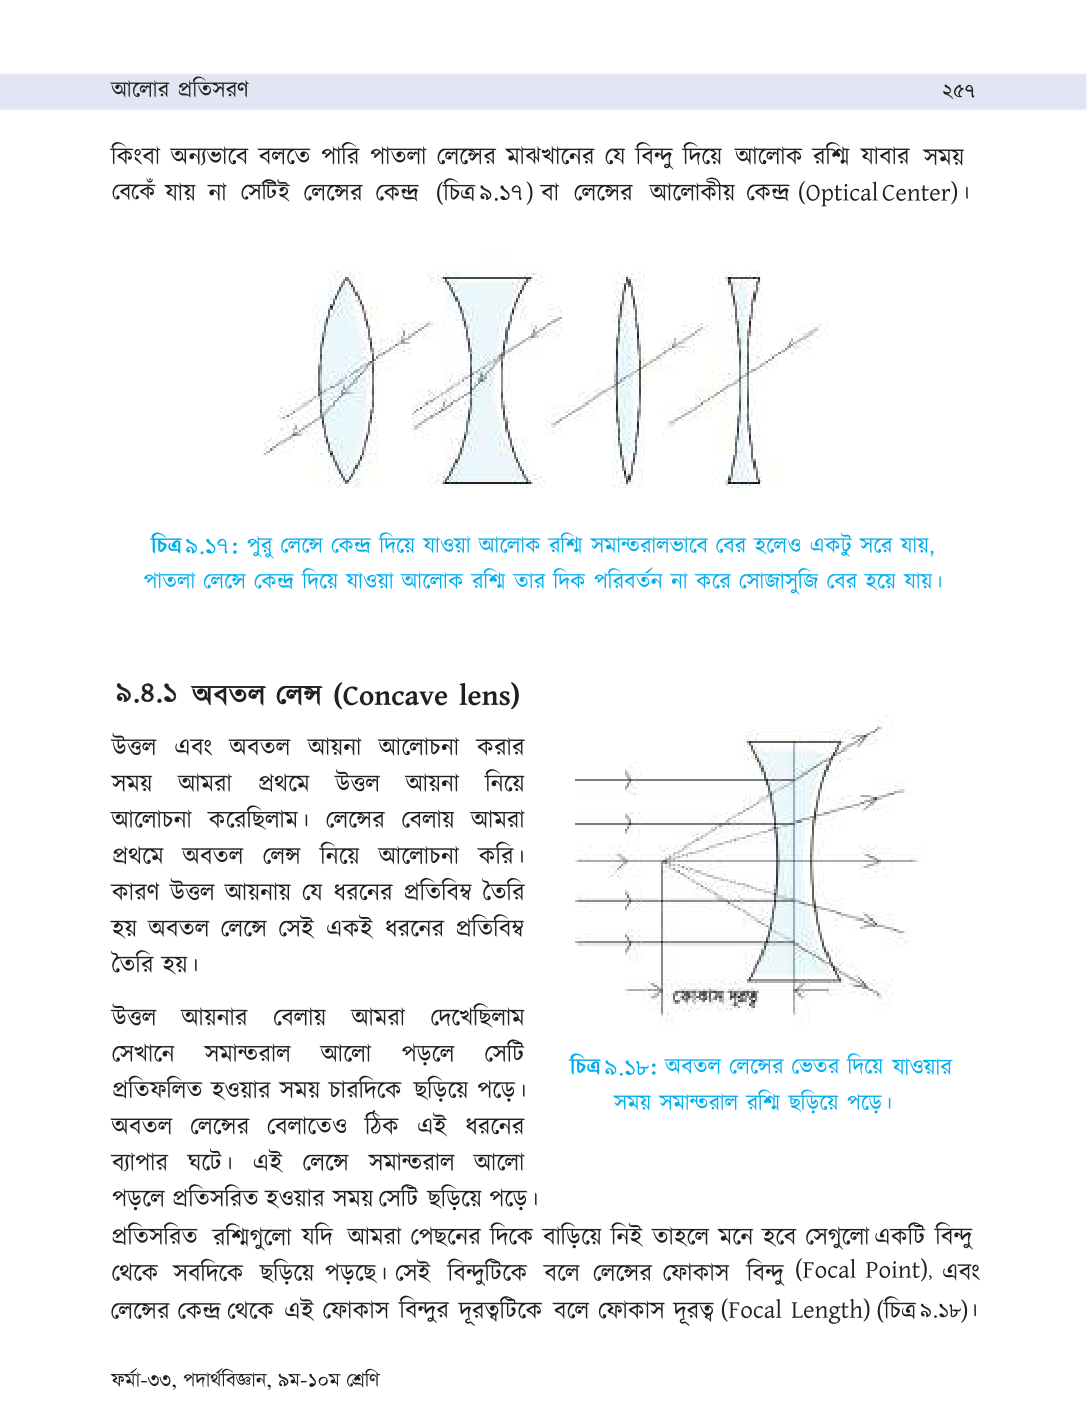 আলোর প্রতিসরণ ২৫৭
কিংবা অন্যভাবে বলতে পারি পাতলা লেন্সের মাঝখানের যে বিন্দু দিয়ে আলোক রশ্মি যাবার সময়
বেকেঁ যায় না সেটিই লেন্সের কেন্দ্র (চিত্র ৯.১৭) বা লেন্সের আলোকীয় কেন্দ্র (Optical Center)।
চিত্র ৯.১৭: পুরু লেন্সে কেন্দ্র দিয়ে যাওয়া আলোক রশ্মি সমান্তরালভাবে বের হলেও একটু সরে যায়,
পাতলা লেন্সে কেন্দ্র দিয়ে যাওয়া আলোক রশ্মি তার দিক পরিবর্তন না করে সোজাসুজি বের হয়ে যায়।
৯.৪.১ অবতল লেন্স (Concave lens)
উত্তল এবং অবতল আয়না আলোচনা করার
সময় আমরা প্রথমে উত্তল আয়না নিয়ে
আলোচনা করেছিলাম। লেন্সের বেলায় আমরা
প্রথমে অবতল লেন্স নিয়ে আলোচনা করি।
কারণ উত্তল আয়নায় যে ধরনের প্রতিবিম্ব তৈরি
হয় অবতল লেন্সে সেই একই ধরনের প্রতিবিম্ব
তৈরি হয়।
উত্তল আয়নার বেলায় আমরা দেখেছিলাম
সেখানে সমান্তরাল আলো পড়লে সেটি
প্রতিফলিত হওয়ার সময় চারদিকে ছড়িয়ে পড়ে।
অবতল লেন্সের বেলাতেও ঠিক এই ধরনের
ব্যাপার ঘটে। এই লেন্সে সমান্তরাল আলো
পড়লে প্রতিসরিত হওয়ার সময় সেটি ছড়িয়ে পড়ে।
ফোকাস দূরত্ব
চিত্র ৯.১৮: অবতল লেন্সের ভেতর দিয়ে যাওয়ার
সময় সমান্তরাল রশ্মি ছড়িয়ে পড়ে।
প্রতিসরিত রশ্মিগুলো যদি আমরা পেছনের দিকে বাড়িয়ে নিই তাহলে মনে হবে সেগুলো একটি বিন্দু
থেকে সবদিকে ছড়িয়ে পড়ছে। সেই বিন্দুটিকে বলে লেন্সের ফোকাস বিন্দু (Focal Point), এবং
লেন্সের কেন্দ্র থেকে এই ফোকাস বিন্দুর দূরত্বটিকে বলে ফোকাস দূরত্ব (Focal Length) (চিত্র ৯.১৮)।
ফর্মা-৩৩, পদার্থবিজ্ঞান, ৯ম-১০ম শ্রেণি